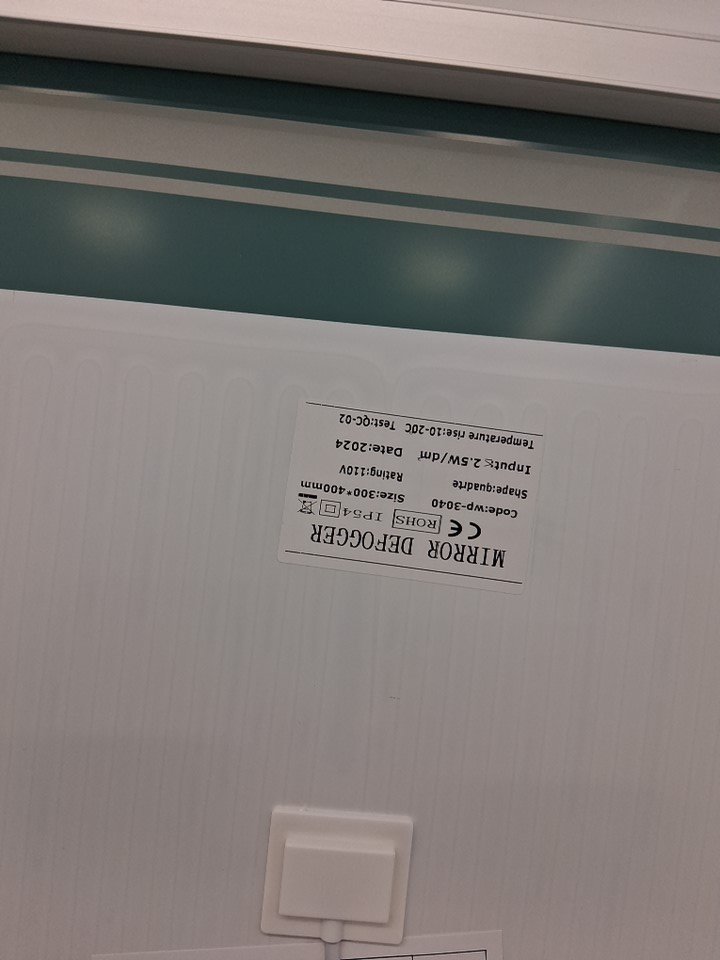 MIRROR DEFOGGER
CE ROHS IP54
Code:wp-3040 Size:300*400mm
Shape:quadrte Rating:110V
Input≤2.5W/dm² Date:2024
Temperature rise:10-20℃ Test:QC-02